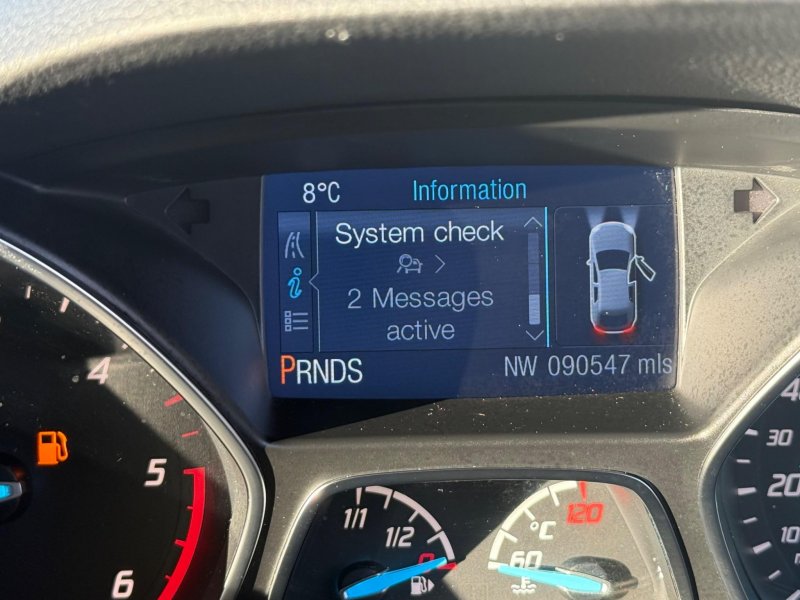 8°C
Information
System check
2 Messages
active
PRNDS
NW 090547 mls
4
5
6
1/1
1/2
0
°C
60
120
30
20
10